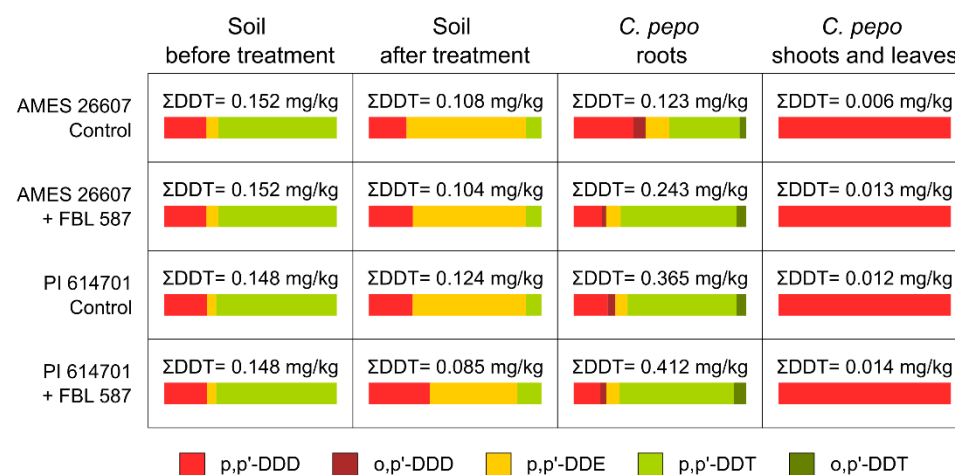 Soil
before treatment
Soil
after treatment
C. pepo
roots
C. pepo
shoots and leaves
AMES 26607
Control
ΣDDT= 0.152 mg/kg
ΣDDT= 0.108 mg/kg
ΣDDT= 0.123 mg/kg
ΣDDT= 0.006 mg/kg
AMES 26607
+ FBL 587
ΣDDT= 0.152 mg/kg
ΣDDT= 0.104 mg/kg
ΣDDT= 0.243 mg/kg
ΣDDT= 0.013 mg/kg
PI 614701
Control
ΣDDT= 0.148 mg/kg
ΣDDT= 0.124 mg/kg
ΣDDT= 0.365 mg/kg
ΣDDT= 0.012 mg/kg
PI 614701
+ FBL 587
ΣDDT= 0.148 mg/kg
ΣDDT= 0.085 mg/kg
ΣDDT= 0.412 mg/kg
ΣDDT= 0.014 mg/kg
p,p'-DDD
o,p'-DDD
p,p'-DDE
p,p'-DDT
o,p'-DDT